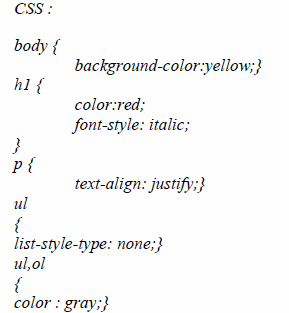 CSS :
body {
background-color:yellow;}
h1 {
color:red;
font-style: italic;
}
p {
text-align: justify;}
ul
{
list-style-type: none;}
ul,ol
{
color : gray;}